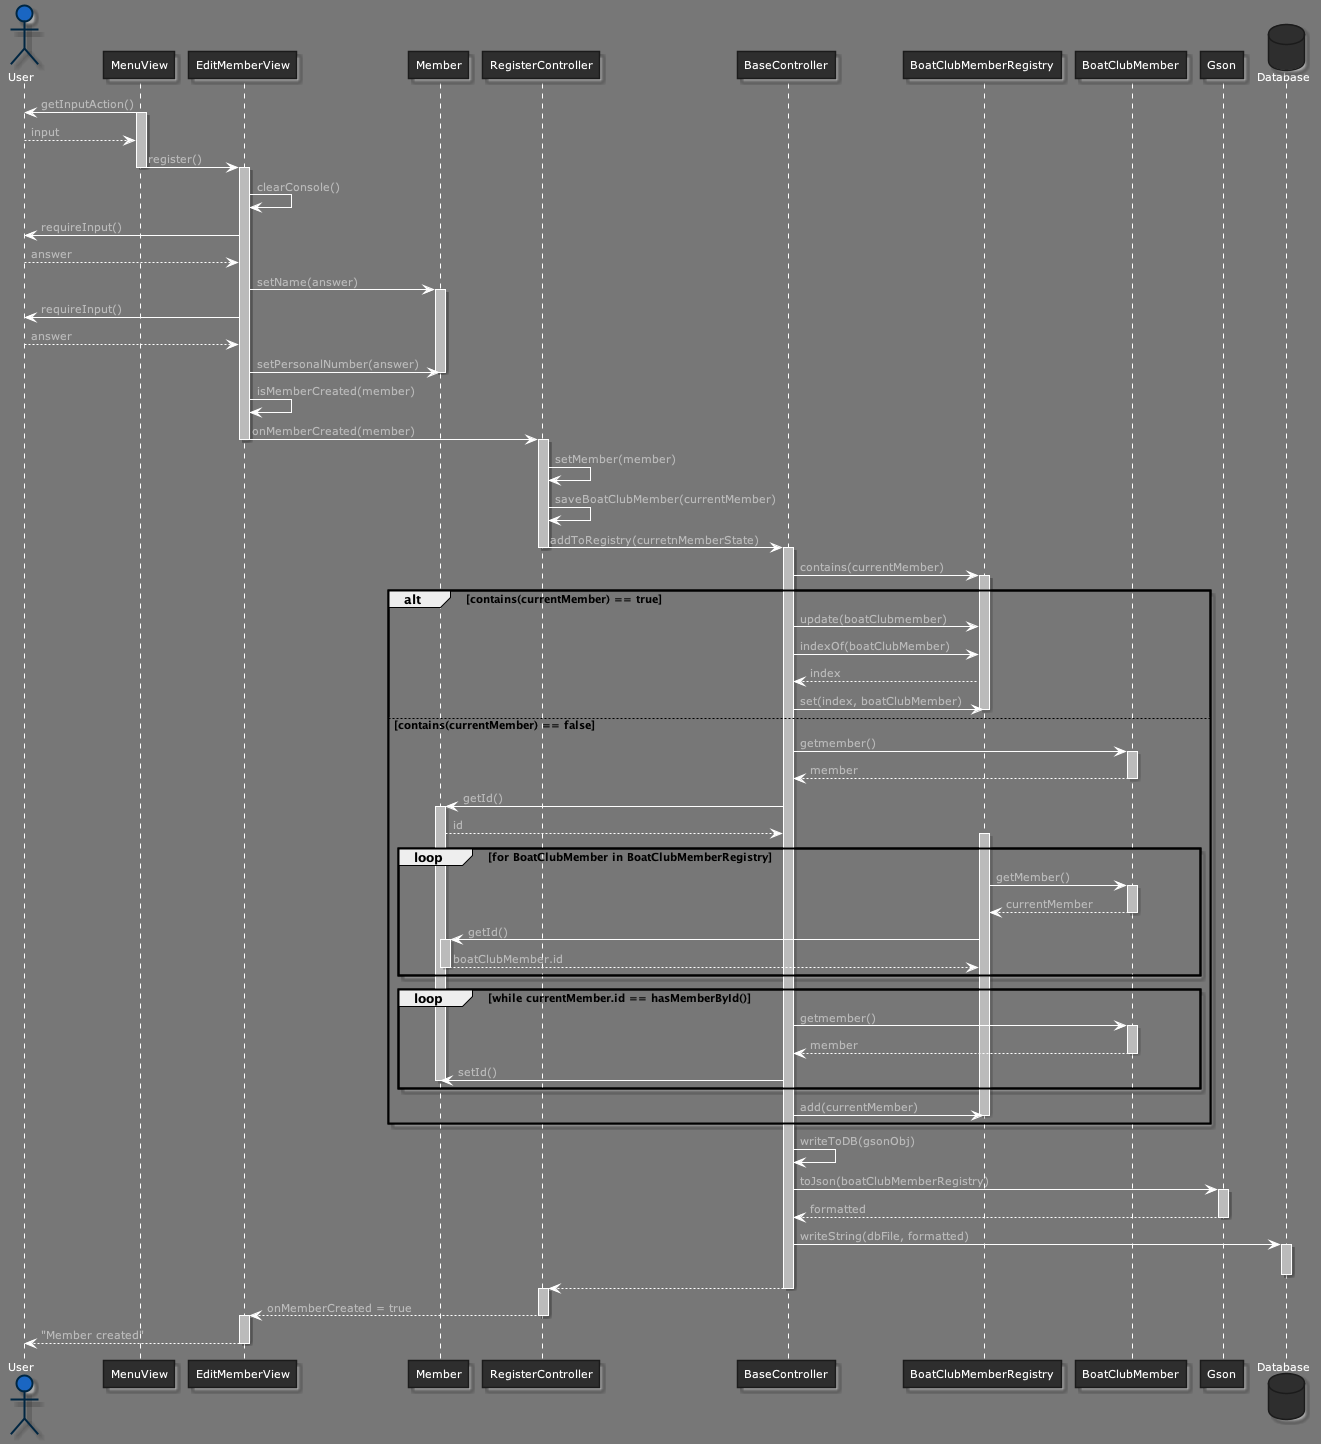 User
MenuView
EditMemberView
Member
RegisterController
BaseController
BoatClubMemberRegistry
BoatClubMember
Gson
Database
getInputAction()
input
register()
clearConsole()
requireInput()
answer
setName(answer)
requireInput()
answer
setPersonalNumber(answer)
isMemberCreated(member)
onMemberCreated(member)
setMember(member)
saveBoatClubMember(currentMember)
addToRegistry(curretnMemberState)
contains(currentMember)
alt
[contains(currentMember) == true]
update(boatClubmember)
indexOf(boatClubMember)
index
set(index, boatClubMember)
[contains(currentMember) == false]
getmember()
member
getId()
id
loop
[for BoatClubMember in BoatClubMemberRegistry]
getMember()
currentMember
getId()
boatClubMember.id
loop
[while currentMember.id == hasMemberById()]
getmember()
member
setId()
add(currentMember)
writeToDB(gsonObj)
toJson(boatClubMemberRegistry)
formatted
writeString(dbFile, formatted)
onMemberCreated = true
"Member created"
User
MenuView
EditMemberView
Member
RegisterController
BaseController
BoatClubMemberRegistry
BoatClubMember
Gson
Database